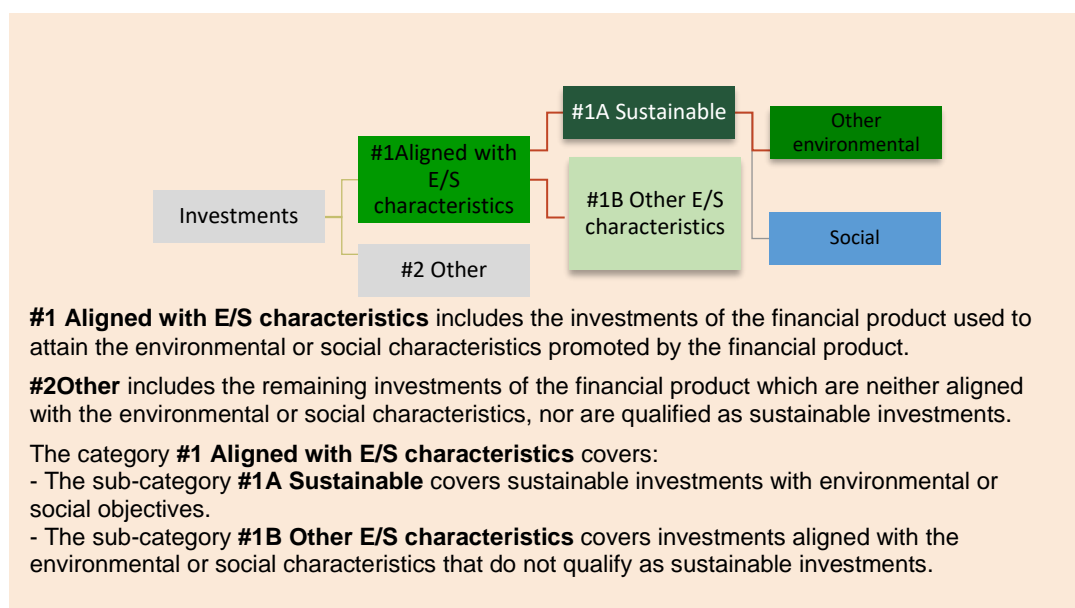 #1A Sustainable
Other
environmental
#1Aligned with
E/S
characteristics
#1B Other E/S
characteristics
Investments
Social
#2 Other
#1 Aligned with E/S characteristics includes the investments of the financial product used to
attain the environmental or social characteristics promoted by the financial product.
#2Other includes the remaining investments of the financial product which are neither aligned
with the environmental or social characteristics, nor are qualified as sustainable investments.
The category #1 Aligned with E/S characteristics covers:
- The sub-category #1A Sustainable covers sustainable investments with environmental or
social objectives.
- The sub-category #1B Other E/S characteristics covers investments aligned with the
environmental or social characteristics that do not qualify as sustainable investments.